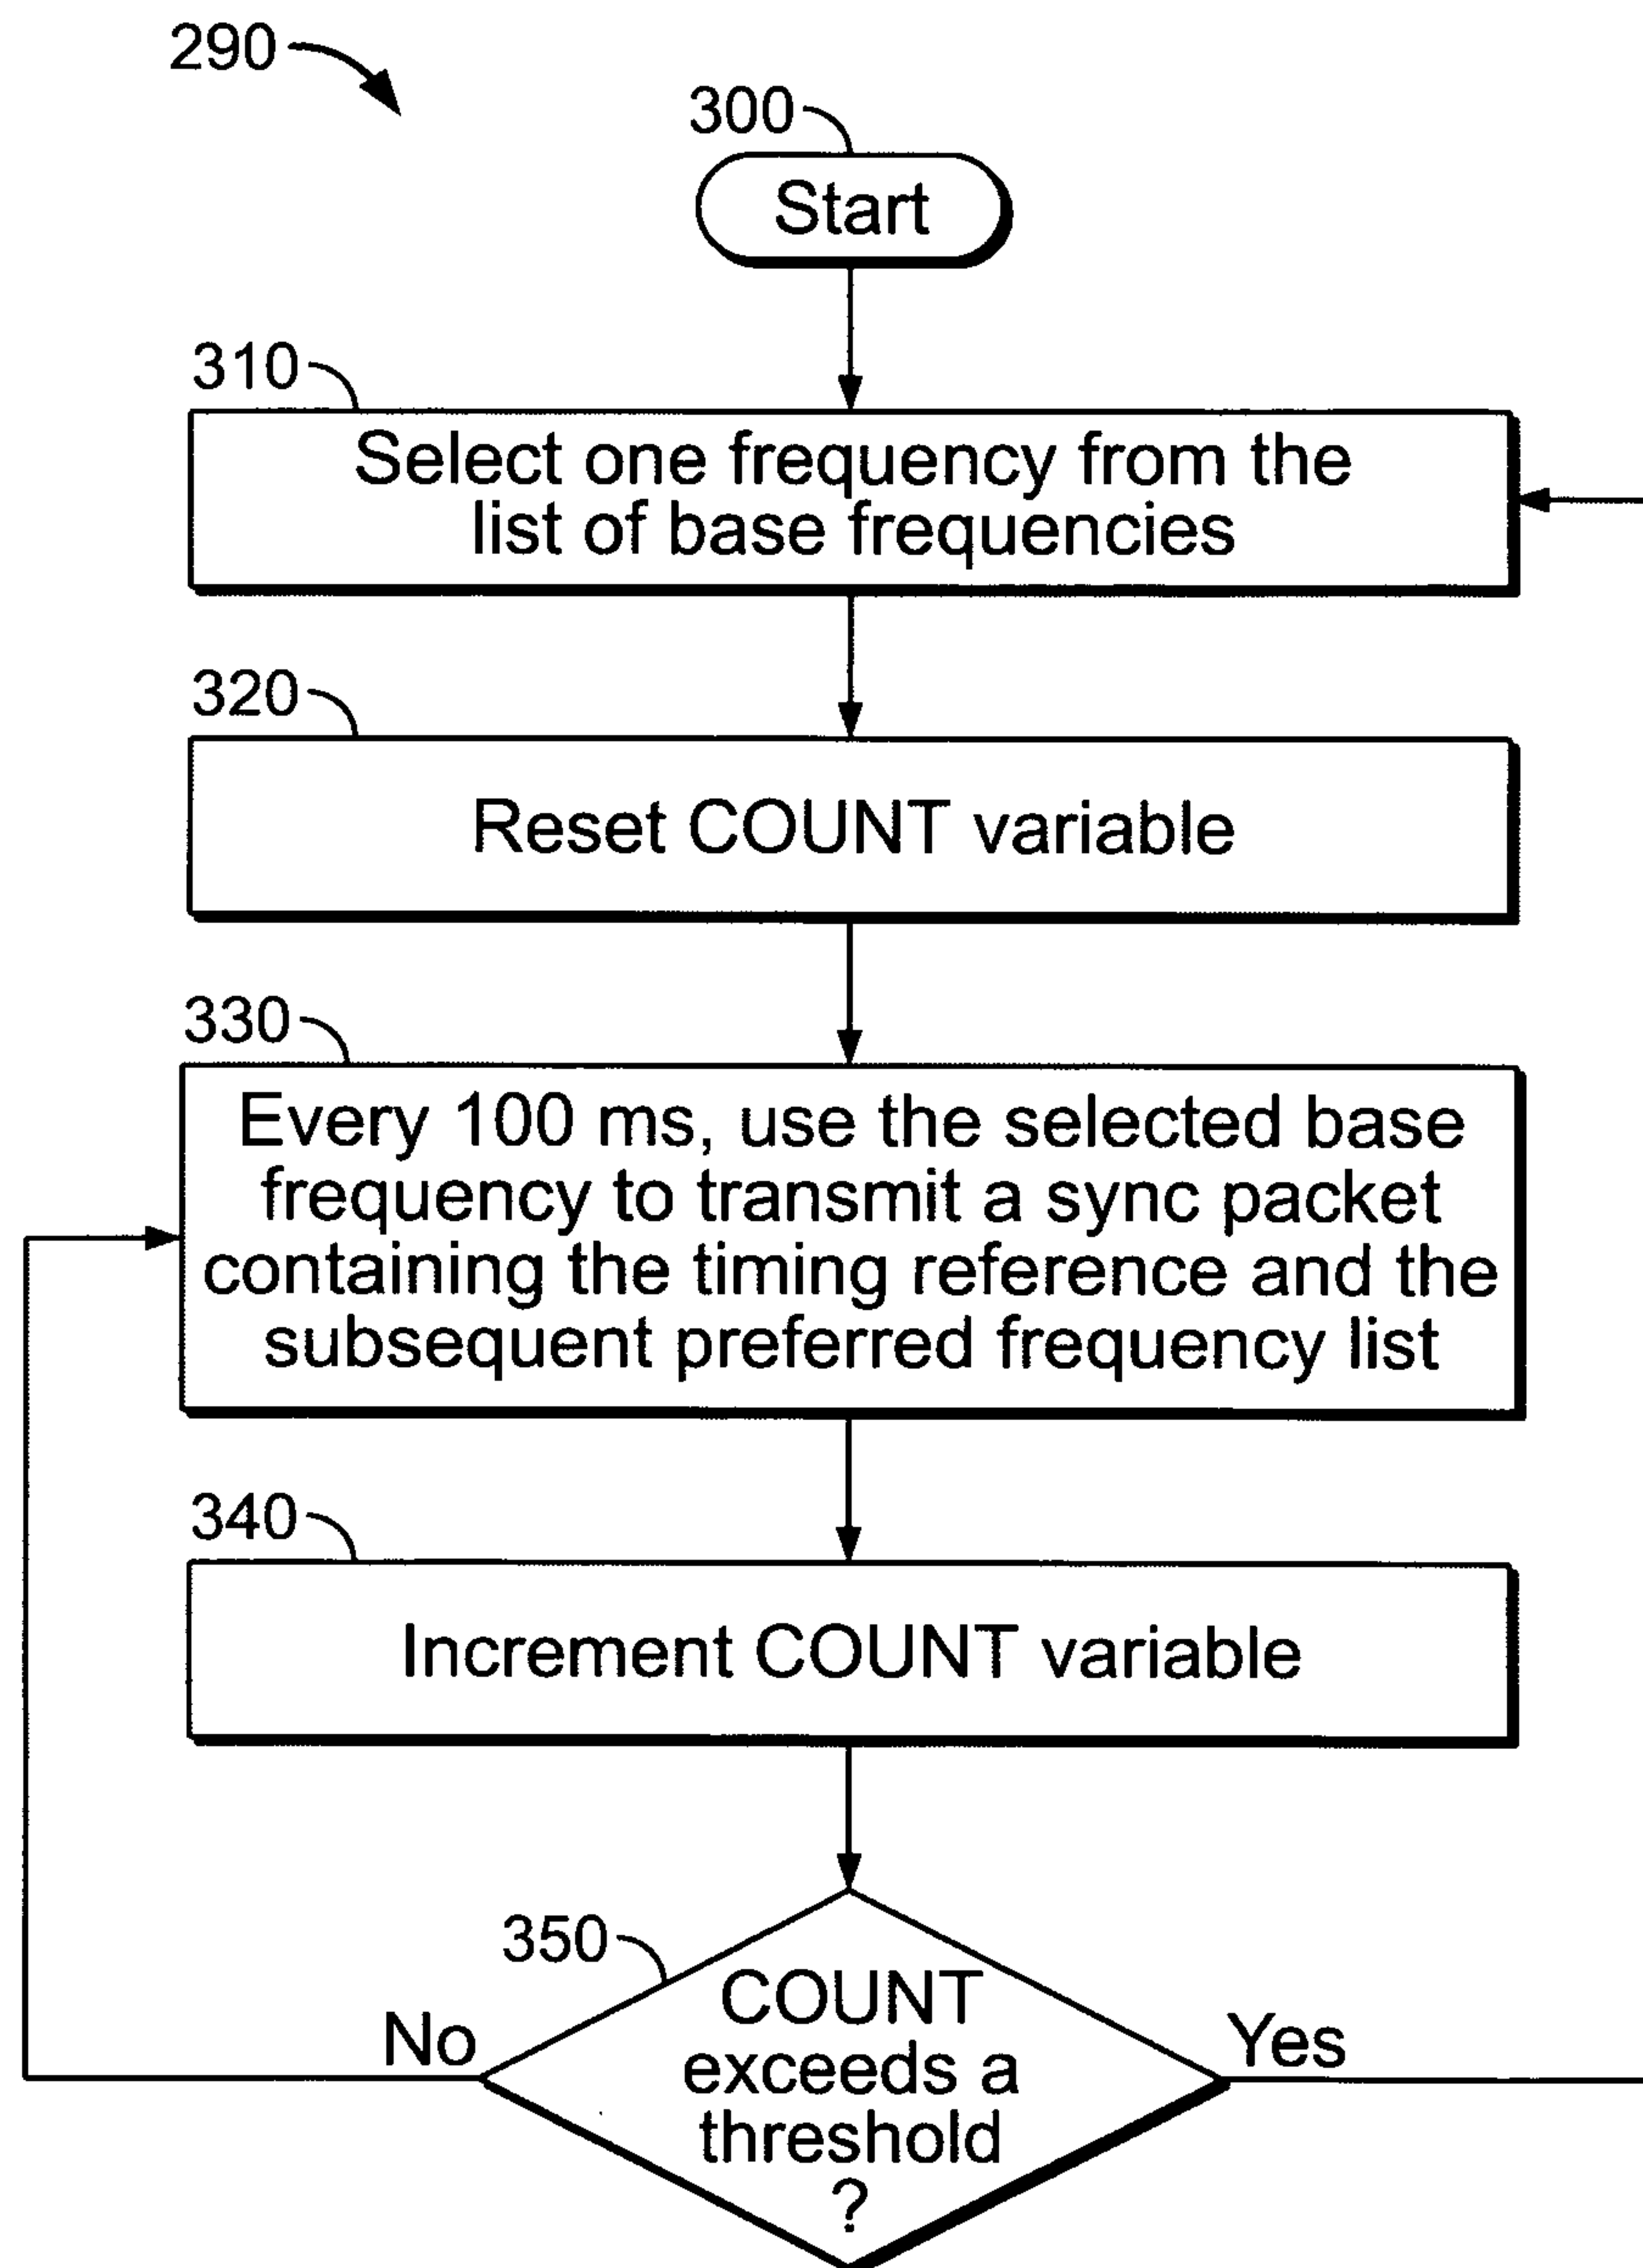 290
300
Start
310
Select one frequency from the
list of base frequencies
320
Reset COUNT variable
330
Every 100 ms, use the selected base
frequency to transmit a sync packet
containing the timing reference and the
subsequent preferred frequency list
340
Increment COUNT variable
350
COUNT
exceeds a
threshold
?
No
Yes